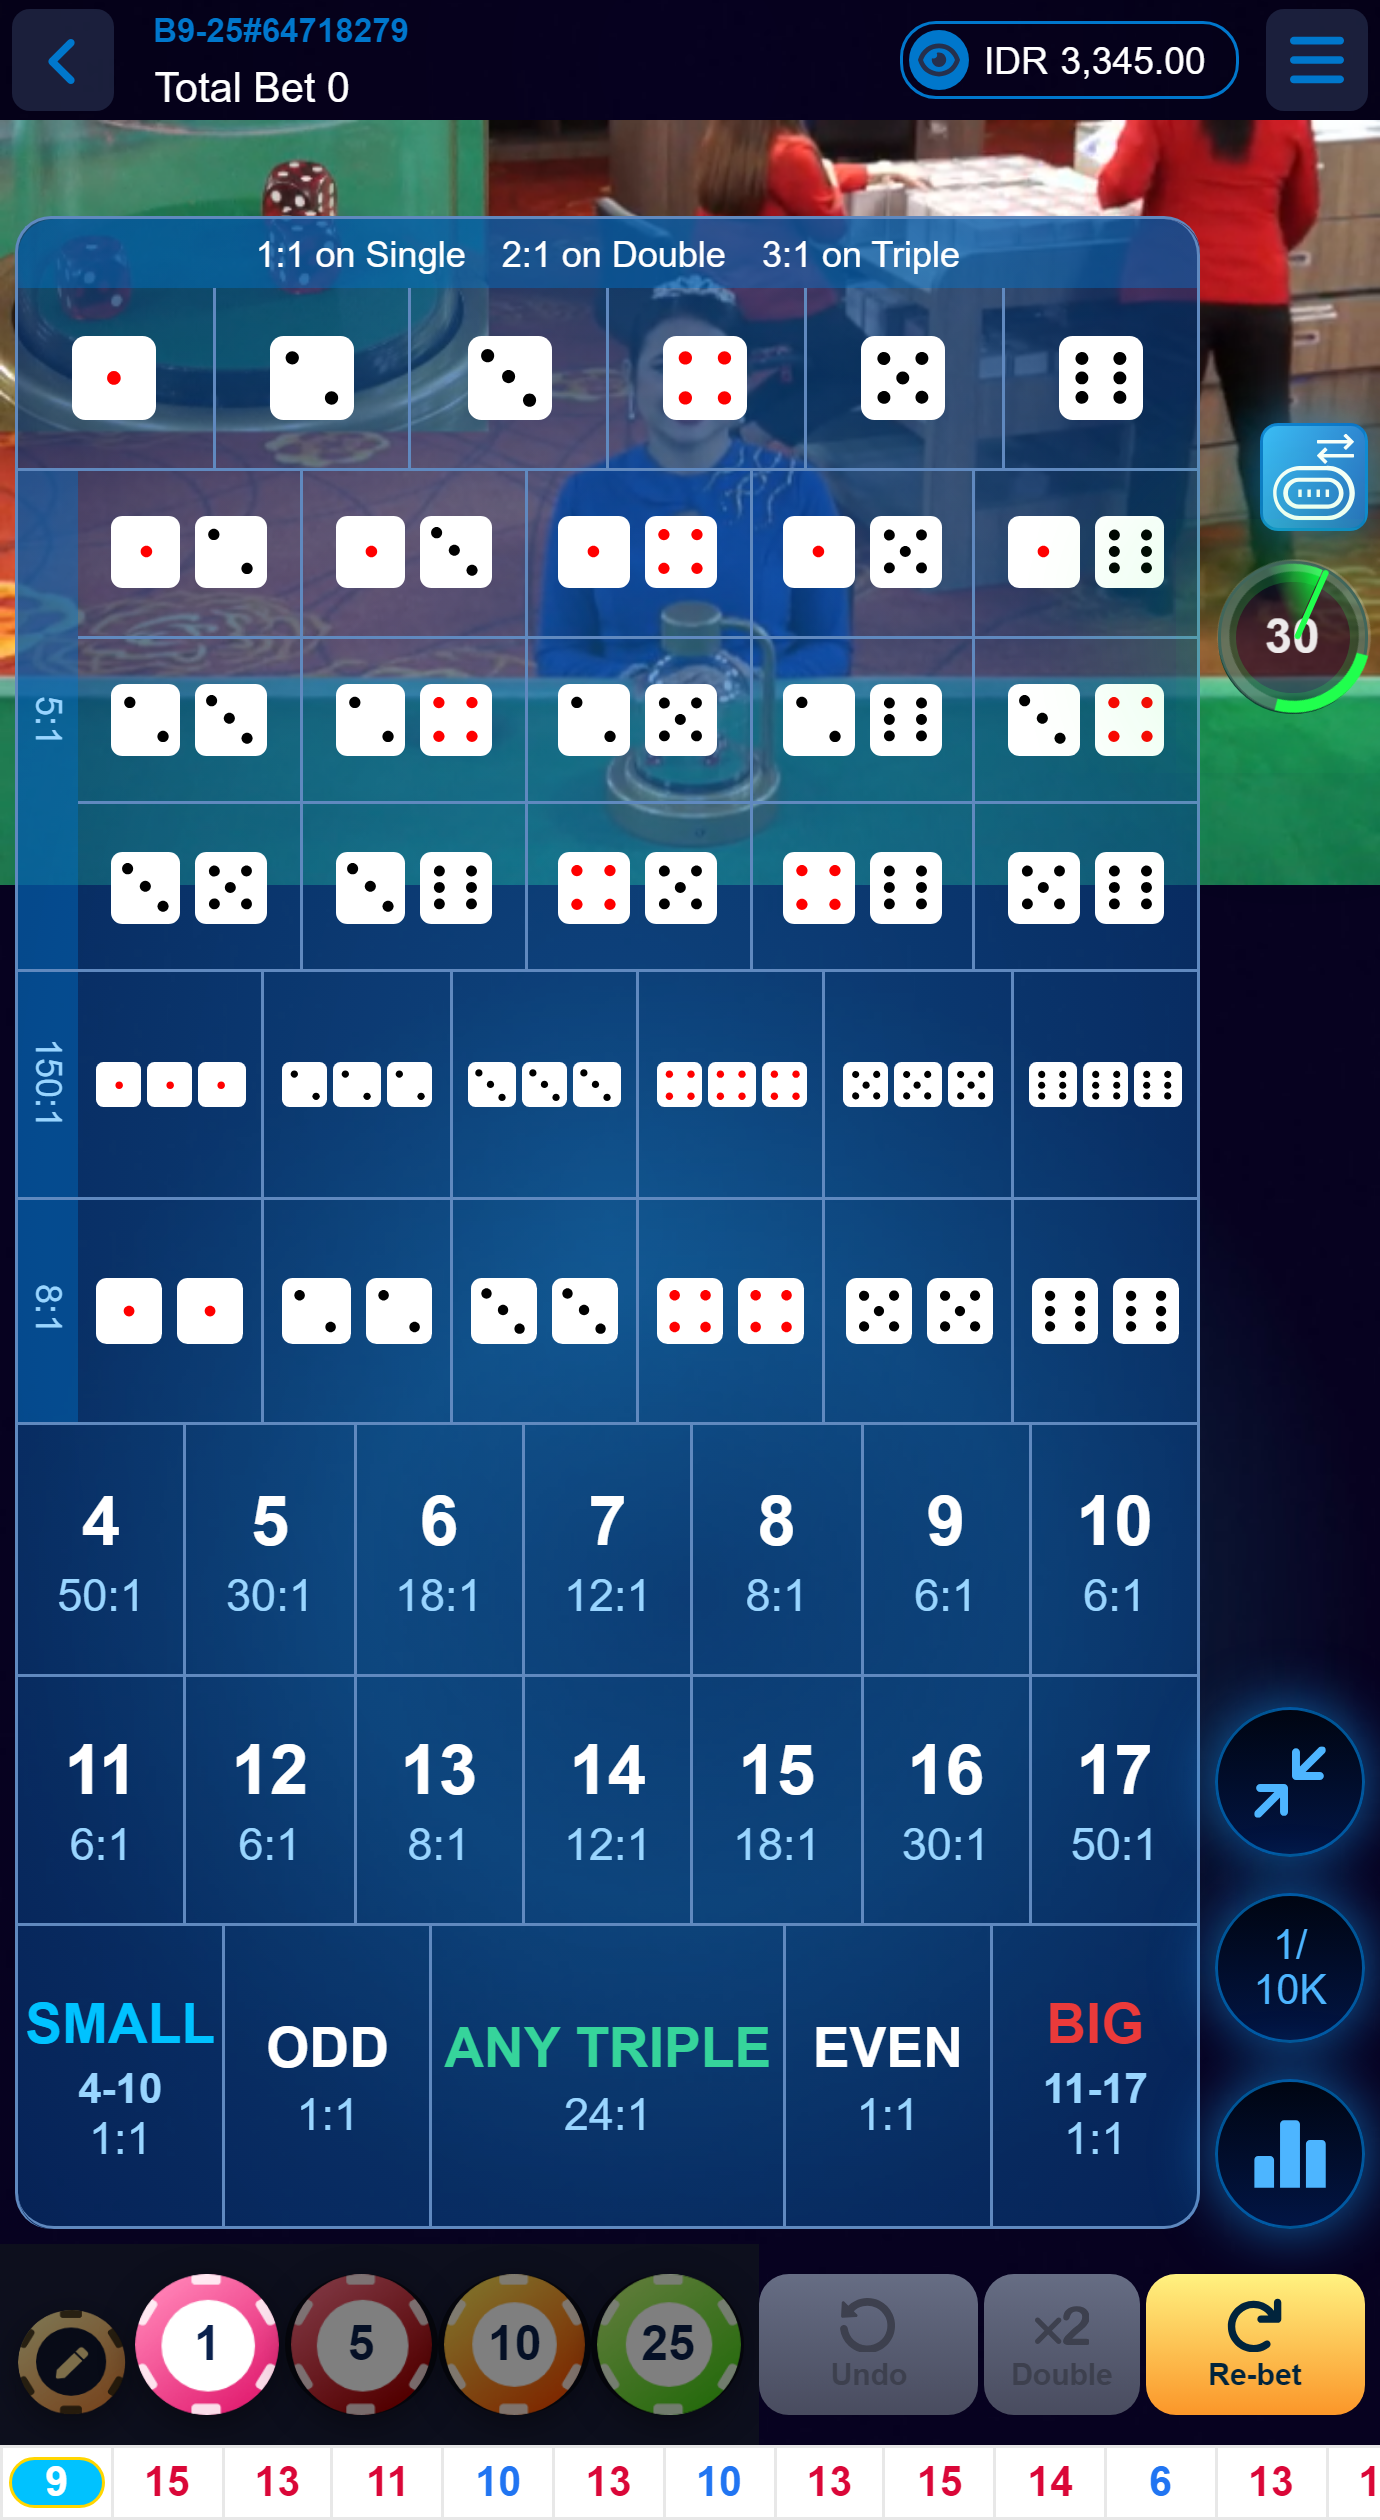 B9-25#64718279
Total Bet 0
IDR 3,345.00
1:1 on Single 2:1 on Double 3:1 on Triple
30
5:1
150:1
8:1
4 5 6 7 8 9 10
50:1 30:1 18:1 12:1 8:1 6:1 6:1
11 12 13 14 15 16 17
6:1 6:1 8:1 12:1 18:1 30:1 50:1
SMALL
4-10
1:1
ODD
1:1
ANY TRIPLE
24:1
EVEN
1:1
BIG
11-17
1:1
1/
10K
1 5 10 25
Undo
x2
Double
Re-bet
9 15 13 11 10 13 10 13 15 14 6 13